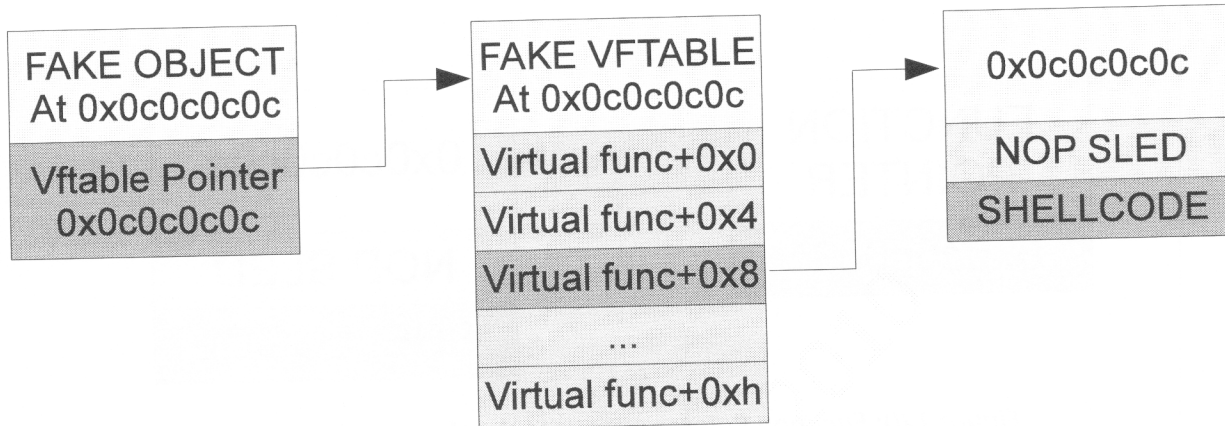 FAKE OBJECT
At 0x0c0c0c0c
Vftable Pointer
0x0c0c0c0c
FAKE VFTABLE
At 0x0c0c0c0c
Virtual func+0x0
Virtual func+0x4
Virtual func+0x8
...
Virtual func+0xh
0x0c0c0c0c
NOP SLED
SHELLCODE